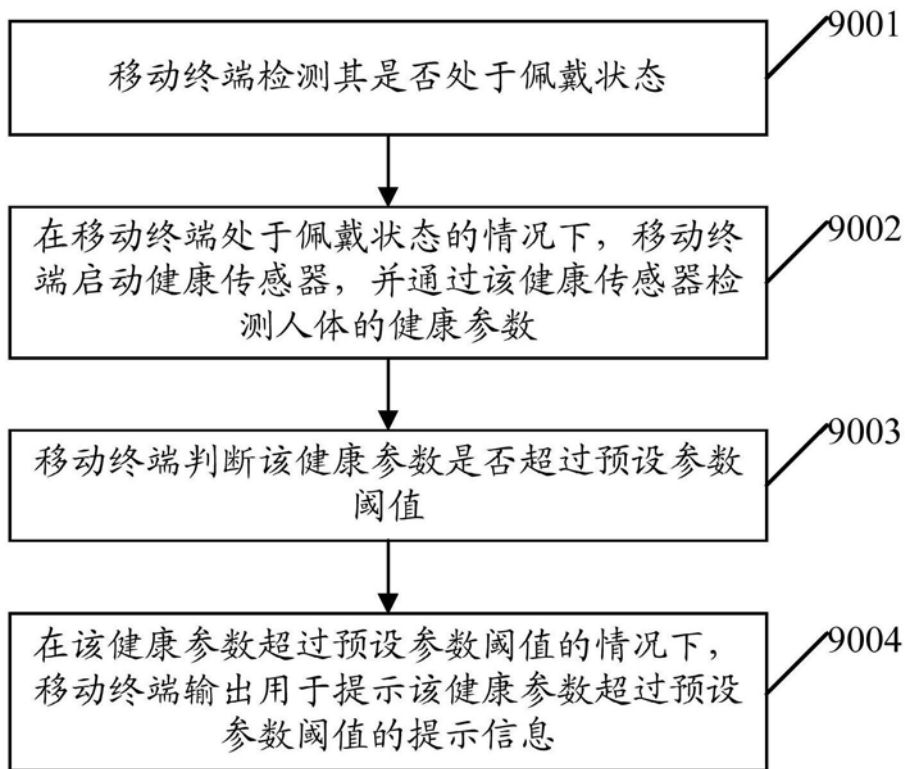 9001
移动终端检测其是否处于佩戴状态
9002
在移动终端处于佩戴状态的情况下，移动终
端启动健康传感器，并通过该健康传感器检
测人体的健康参数
9003
移动终端判断该健康参数是否超过预设参数
阈值
9004
在该健康参数超过预设参数阈值的情况下，
移动终端输出用于提示该健康参数超过预设
参数阈值的提示信息